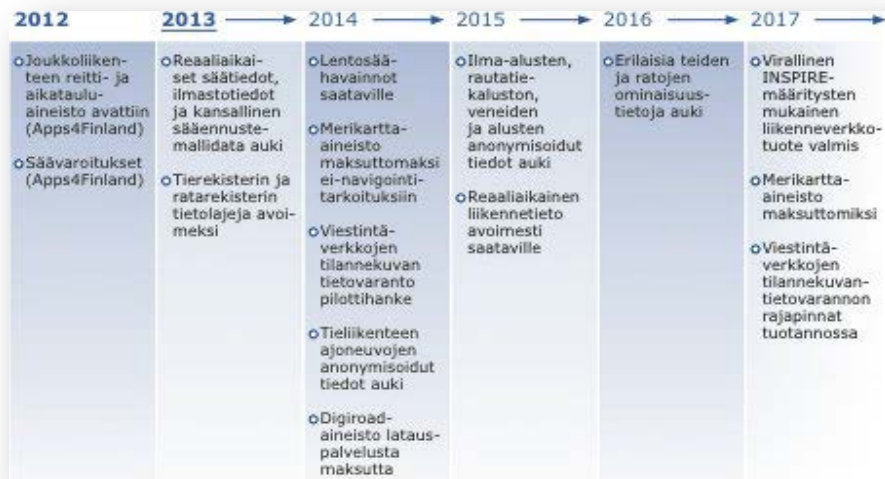 2012 2013 2014 2015 2016 2017
Joukkoliiken-
teen reitti- ja
aikataulu-
aineisto avattiin
(Apps4Finland)
Säävaroitukset
(Apps4Finland)
Reaaliaikai-
set säätiedot,
ilmastotiedot
ja kansallinen
sääennuste-
mallidata auki
Tierekisterin ja
ratarekisterin
tietolajeja avoi-
meksi
Lentosää-
havainnot
saataville
Merikartta-
aineisto
maksuttomaksi
ei-navigointi-
tarkoituksiin
Viestintä-
verkkojen
tilannekuvan
tietovaranto
pilottihanke
Tieliikenteen
ajoneuvojen
anonymisoidut
tiedot auki
Digiroad-
aineisto lataus-
palvelusta
maksutta
Ilma-alusten,
rautatie-
kaluston,
veneiden
ja alusten
anonymisoidut
tiedot auki
Reaaliaikainen
liikennetieto
avoimesti
saataville
Erilaisia teiden
ja ratojen
ominaisuus-
tietoja auki
Virallinen
INSPIRE-
määritysten
mukainen
liikenneverkko-
tuote valmis
Merikartta-
aineisto
maksuttomiksi
Viestintä-
verkkojen
tilannekuvan-
tietovarannon
rajapinnat
tuotannossa